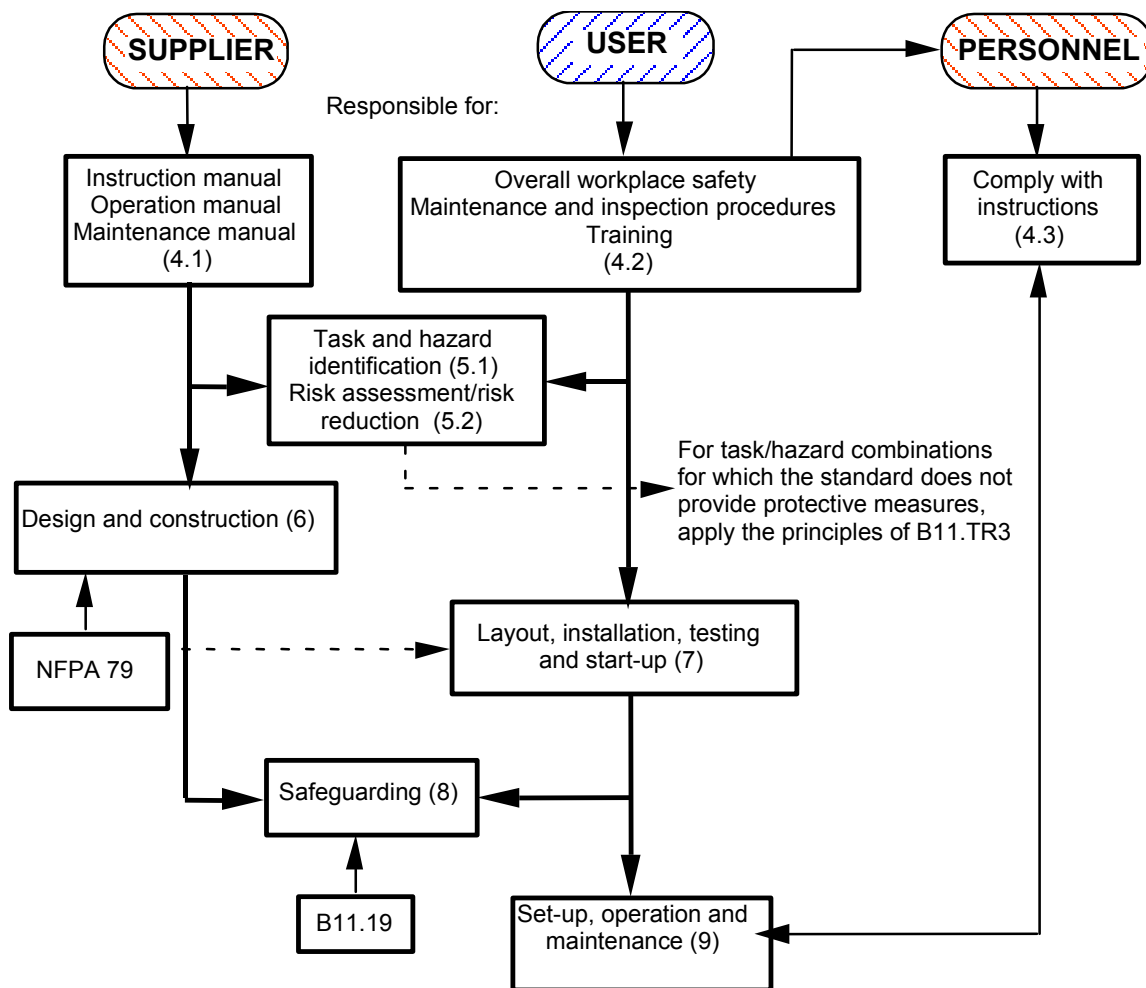 SUPPLIER
USER
PERSONNEL
Responsible for:
Instruction manual
Operation manual
Maintenance manual
(4.1)
Overall workplace safety
Maintenance and inspection procedures
Training
(4.2)
Comply with
instructions
(4.3)
Task and hazard
identification (5.1)
Risk assessment/risk
reduction (5.2)
For task/hazard combinations
for which the standard does not
provide protective measures,
apply the principles of B11.TR3
Design and construction (6)
NFPA 79
Layout, installation, testing
and start-up (7)
Safeguarding (8)
B11.19
Set-up, operation and
maintenance (9)